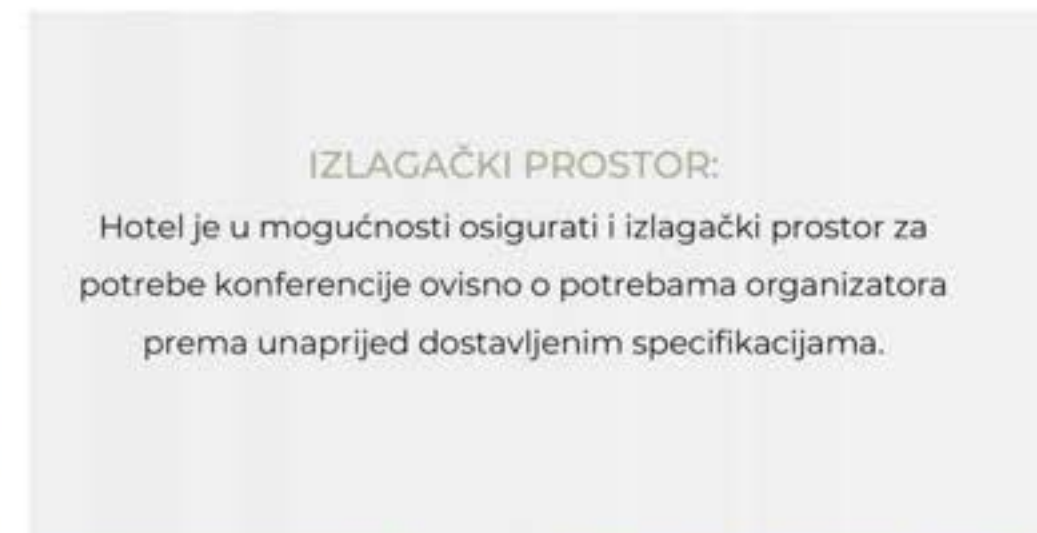 IZLAGAČKI PROSTOR:
Hotel je u mogućnosti osigurati i izlagački prostor za
potrebe konferencije ovisno o potrebama organizatora
prema unaprijed dostavljenim specifikacijama.